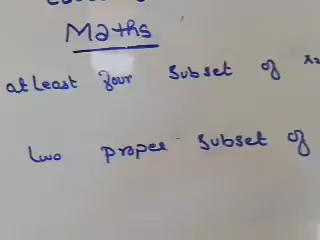 Maths
atleast four subset of
two proper subset of